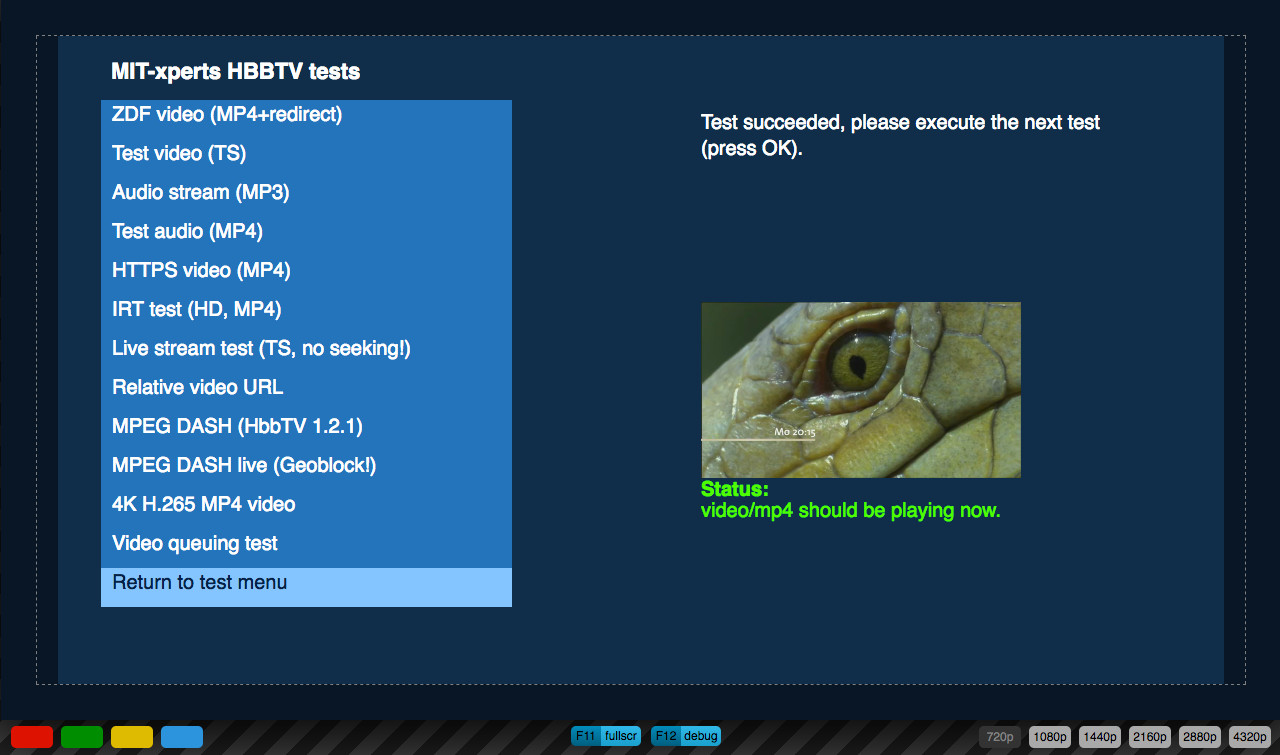 MIT-xperts HBBTV tests
ZDF video (MP4+redirect)
Test video (TS)
Audio stream (MP3)
Test audio (MP4)
HTTPS video (MP4)
IRT test (HD, MP4)
Live stream test (TS, no seeking!)
Relative video URL
MPEG DASH (HbbTV 1.2.1)
MPEG DASH live (Geoblock!)
4K H.265 MP4 video
Video queuing test
Return to test menu
Test succeeded, please execute the next test
(press OK).
Mo 20:15
Status:
video/mp4 should be playing now.
F11 fullscr F12 debug 720p 1080p 1440p 2160p 2880p 4320p